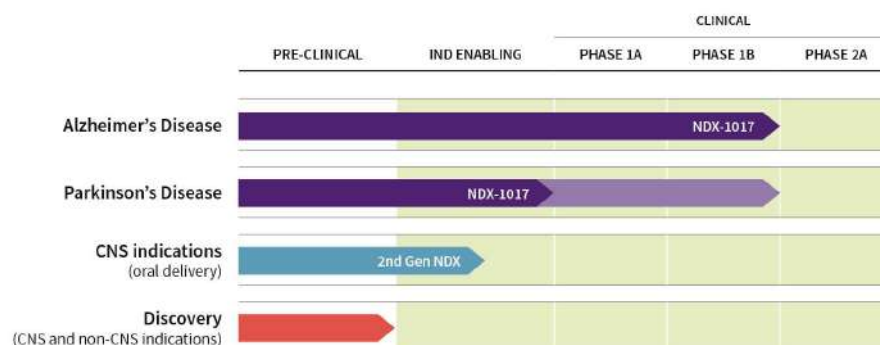 CLINICAL
PRE-CLINICAL IND ENABLING PHASE 1A PHASE 1B PHASE 2A
Alzheimer's Disease NDX-1017
Parkinson's Disease NDX-1017
CNS indications
(oral delivery) 2nd Gen NDX
Discovery
(CNS and non-CNS indications)